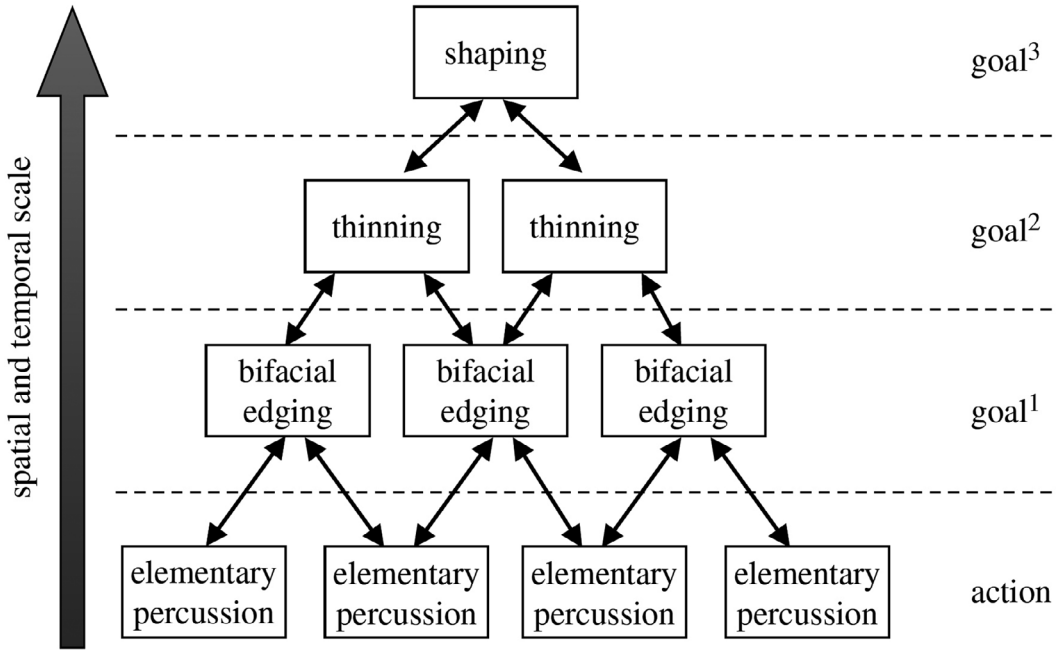 shaping
goal³
thinning
thinning
goal²
spatial and temporal scale
bifacial
edging
bifacial
edging
bifacial
edging
goal¹
elementary
percussion
elementary
percussion
elementary
percussion
elementary
percussion
action